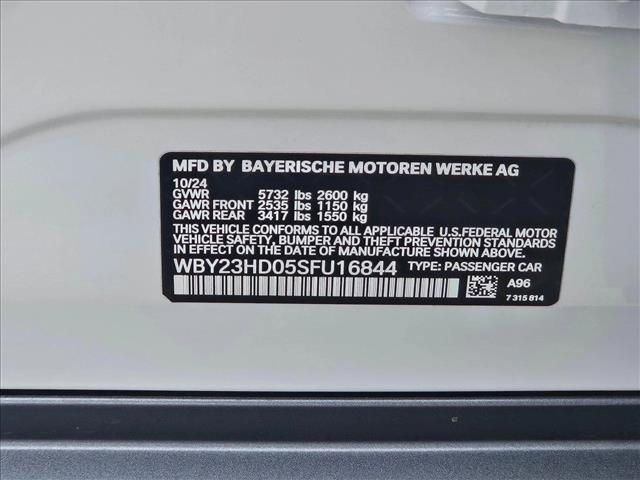 MFD BY BAYERISCHE MOTOREN WERKE AG
10/24
GVWR 5732 lbs 2600 kg
GAWR FRONT 2535 lbs 1150 kg
GAWR REAR 3417 lbs 1550 kg
THIS VEHICLE CONFORMS TO ALL APPLICABLE U.S.FEDERAL MOTOR
VEHICLE SAFETY, BUMPER AND THEFT PREVENTION STANDARDS
IN EFFECT ON THE DATE OF MANUFACTURE SHOWN ABOVE.
WBY23HD05SFU16844 TYPE: PASSENGER CAR
A96
7 315 814